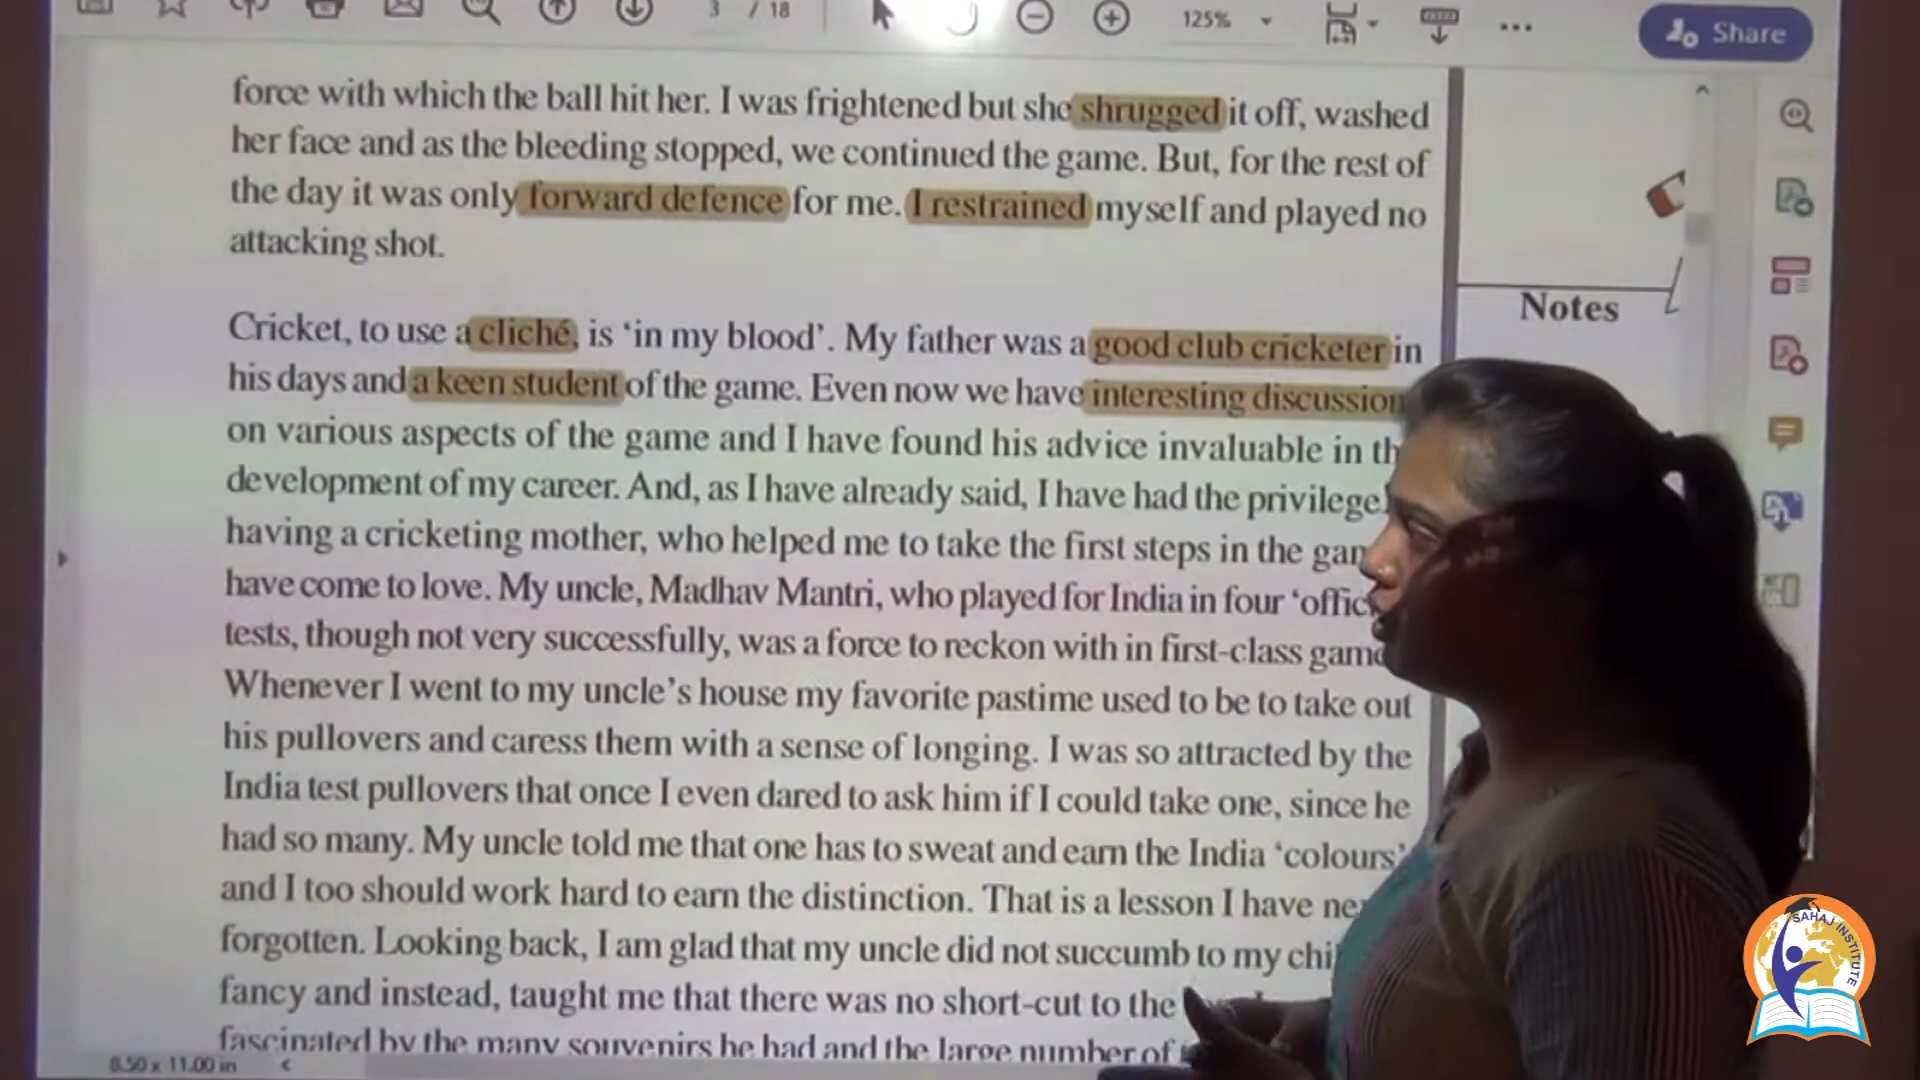 3 / 18
125%
Share
force with which the ball hit her. I was frightened but she shrugged it off, washed
her face and as the bleeding stopped, we continued the game. But, for the rest of
the day it was only forward defence for me. I restrained myself and played no
attacking shot.
Notes
Cricket, to use a cliché, is ‘in my blood’. My father was a good club cricketer in
his days and a keen student of the game. Even now we have interesting discussion
on various aspects of the game and I have found his advice invaluable in th
development of my career. And, as I have already said, I have had the privilege
having a cricketing mother, who helped me to take the first steps in the
have come to love. My uncle, Madhav Mantri, who played for India in four
tests, though not very successfully, was a force to reckon with in first-class
Whenever I went to my uncle’s house my favorite pastime used to be to take out
his pullovers and caress them with a sense of longing. I was so attracted by the
India test pullovers that once I even dared to ask him if I could take one, since he
had so many. My uncle told me that one has to sweat and earn the India ‘colours’
and I too should work hard to earn the distinction. That is a lesson I have
forgotten. Looking back, I am glad that my uncle did not succumb to my
fancy and instead, taught me that there was no short-cut to the
fascinated by the many souvenirs he had and the large number of
8.50 x 11.00 in
SAHAJ INSTITUTE